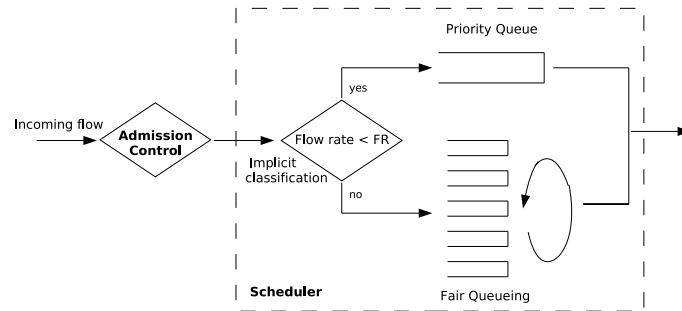 Priority Queue
yes
Incoming flow
Admission
Control
Flow rate < FR
Implicit
classification
no
Scheduler
Fair Queueing